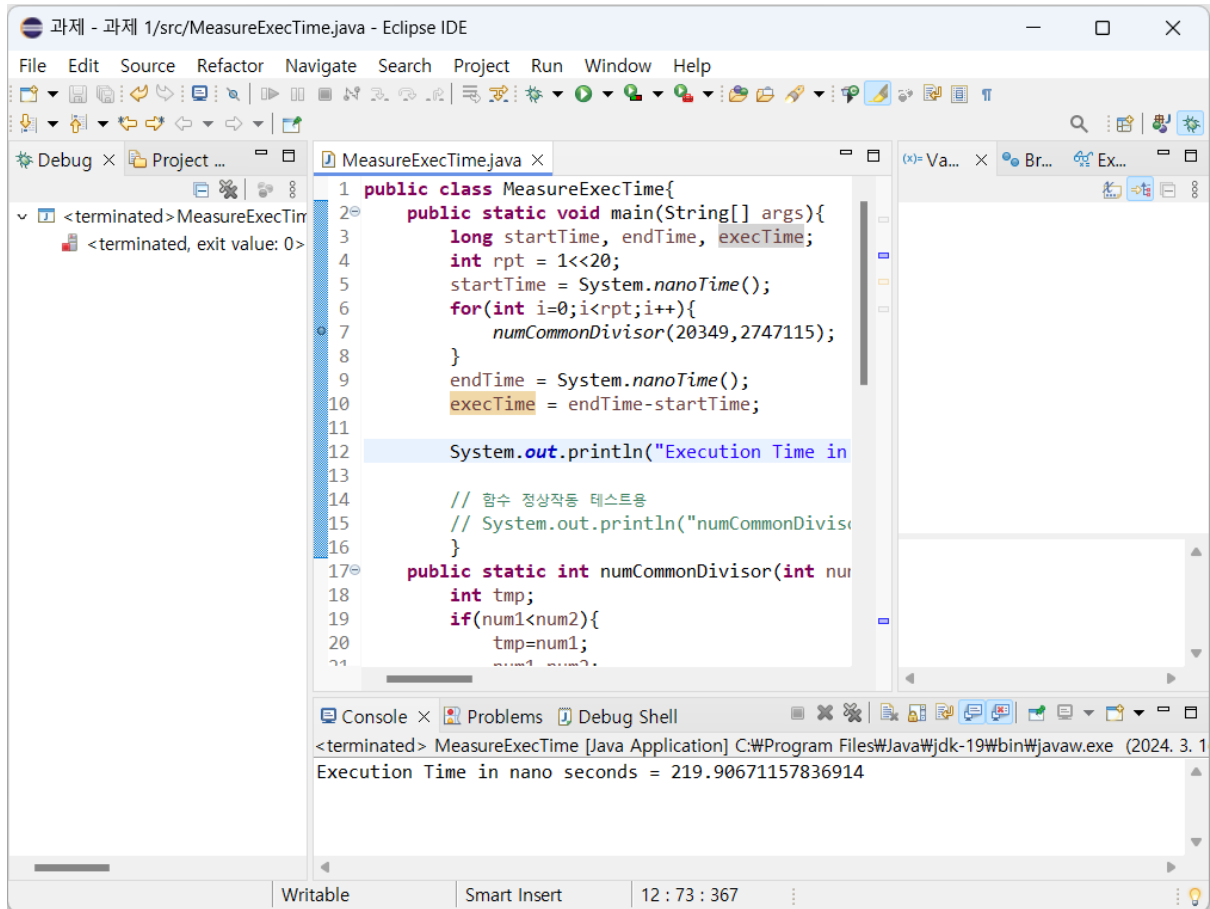 과제 - 과제 1/src/MeasureExecTime.java - Eclipse IDE
File Edit Source Refactor Navigate Search Project Run Window Help
Debug Project ...
<terminated>MeasureExecTim
<terminated, exit value: 0>
MeasureExecTime.java
1 public class MeasureExecTime{
2 public static void main(String[] args){
3 long startTime, endTime, execTime;
4 int rpt = 1<<20;
5 startTime = System.nanoTime();
6 for(int i=0;i<rpt;i++){
7 numCommonDivisor(20349,2747115);
8 }
9 endTime = System.nanoTime();
10 execTime = endTime-startTime;
11
12 System.out.println("Execution Time in
13
14 // 함수 정상작동 테스트용
15 // System.out.println("numCommonDiviso
16 }
17 public static int numCommonDivisor(int num
18 int tmp;
19 if(num1<num2){
20 tmp=num1;
(x)= Va... Br... Ex...
Console Problems Debug Shell
<terminated> MeasureExecTime [Java Application] C:₩Program Files₩Java₩jdk-19₩bin₩javaw.exe (2024. 3. 1
Execution Time in nano seconds = 219.90671157836914
Writable Smart Insert 12 : 73 : 367